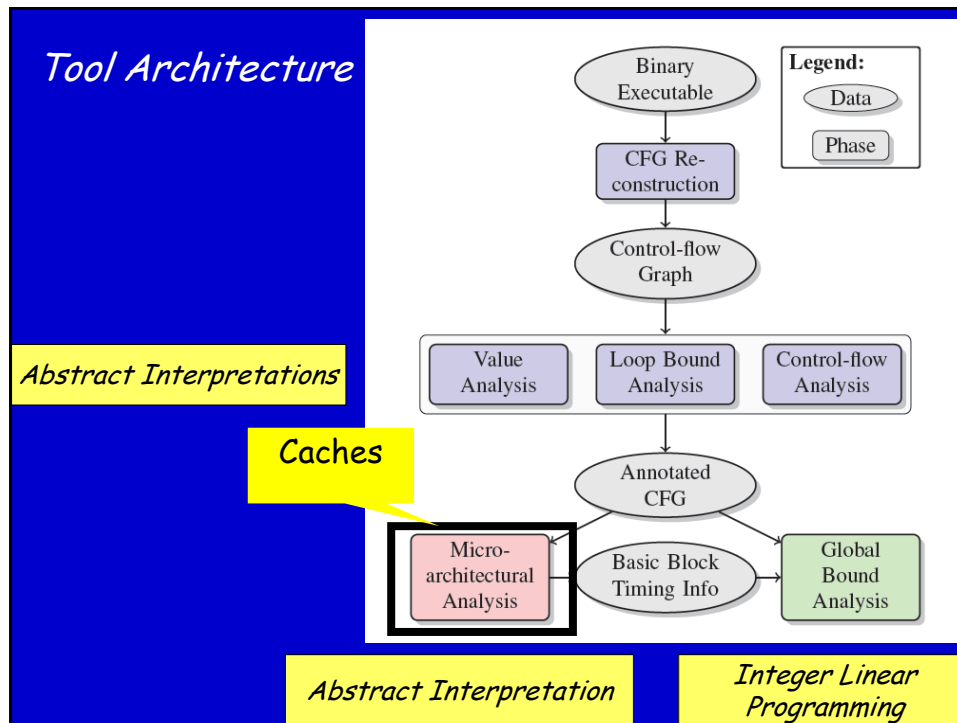 Tool Architecture
Binary
Executable
Legend:
Data
Phase
CFG Re-
construction
Control-flow
Graph
Value
Analysis
Loop Bound
Analysis
Control-flow
Analysis
Abstract Interpretations
Caches
Annotated
CFG
Micro-
architectural
Analysis
Basic Block
Timing Info
Global
Bound
Analysis
Abstract Interpretation
Integer Linear
Programming